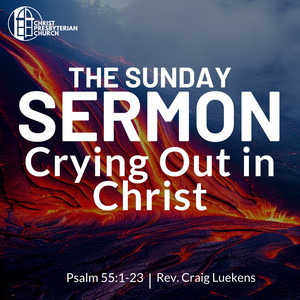 CHRIST
PRESBYTERIAN
CHURCH
THE SUNDAY
SERMON
Crying Out in
Christ
Psalm 55:1-23 | Rev. Craig Luekens